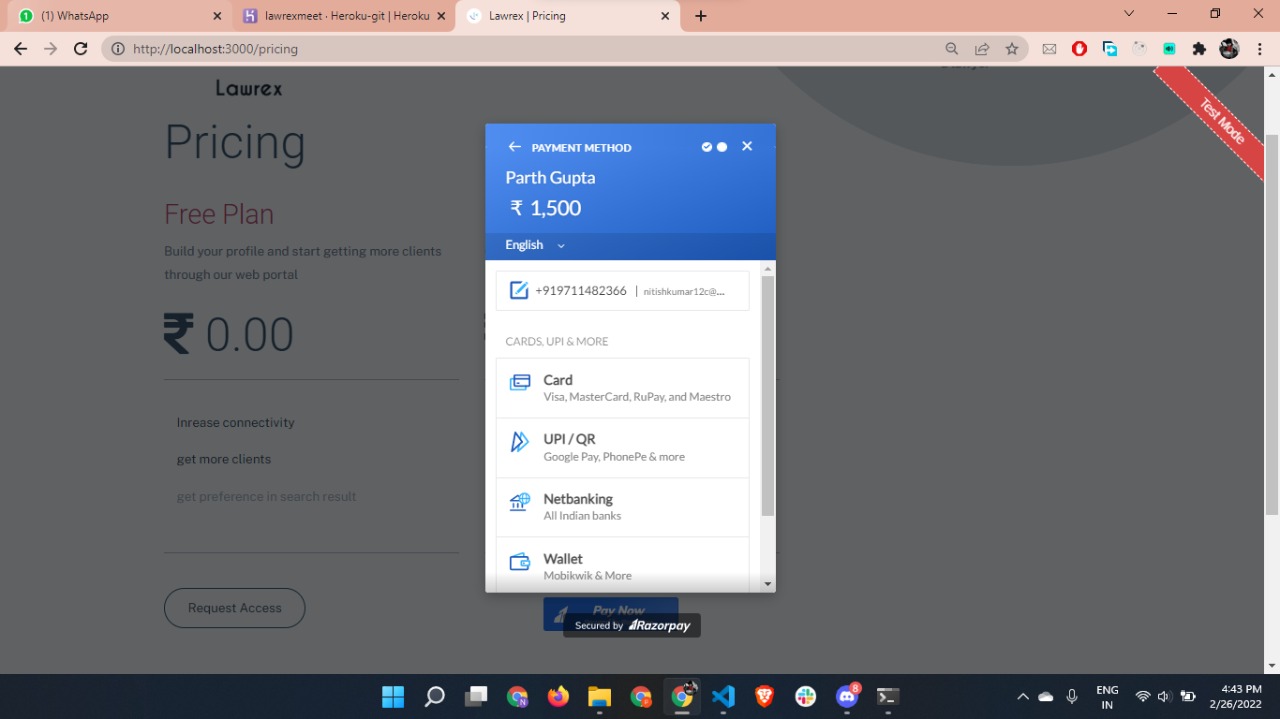 (1) WhatsApp
lawrexmeet · Heroku-git | Heroku
Lawrex | Pricing
http://localhost:3000/pricing
Lawrex
Pricing
Free Plan
Build your profile and start getting more clients
through our web portal
₹ 0.00
Inrease connectivity
get more clients
get preference in search result
Request Access
Test Mode
PAYMENT METHOD
Parth Gupta
₹ 1,500
English
+919711482366 | nitishkumar12c@...
CARDS, UPI & MORE
Card
Visa, MasterCard, RuPay, and Maestro
UPI / QR
Google Pay, PhonePe & more
Netbanking
All Indian banks
Wallet
Mobikwik & More
Pay Now
Secured by Razorpay
8
ENG
IN
4:43 PM
2/26/2022